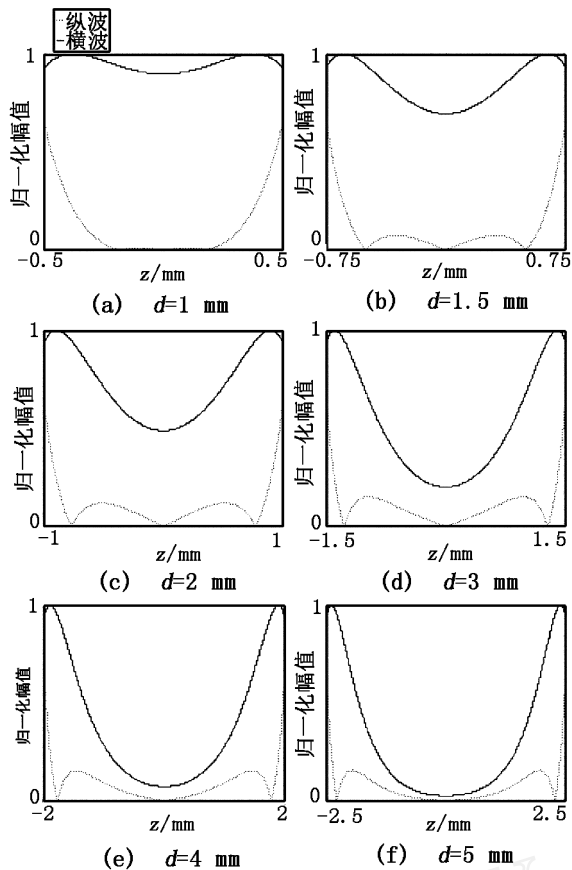 纵波
横波
归一化幅值
1
0
-0.5
0.5
z/mm
(a) d=1 mm
归一化幅值
1
0
-0.75
0.75
z/mm
(b) d=1.5 mm
归一化幅值
1
0
-1
1
z/mm
(c) d=2 mm
归一化幅值
1
0
-1.5
1.5
z/mm
(d) d=3 mm
归一化幅值
1
0
-2
2
z/mm
(e) d=4 mm
归一化幅值
1
0
-2.5
2.5
z/mm
(f) d=5 mm